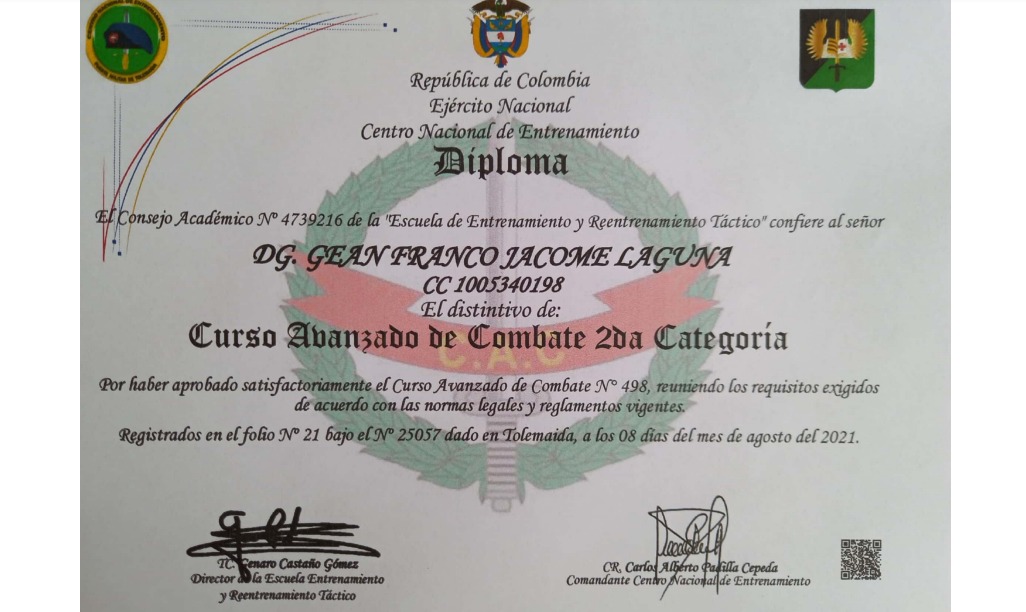 República de Colombia
Ejército Nacional
Centro Nacional de Entrenamiento
Diploma
El Consejo Académico Nº 4739216 de la "Escuela de Entrenamiento y Reentrenamiento Táctico" confiere al señor
DG. GEAN FRANCO JACOME LAGUNA
CC 1005340198
El distintivo de:
Curso Avanzado de Combate 2da Categoría
C.A.C
Por haber aprobado satisfactoriamente el Curso Avanzado de Combate Nº 498, reuniendo los requisitos exigidos
de acuerdo con las normas legales y reglamentos vigentes.
Registrados en el folio Nº 21 bajo el Nº 25057 dado en Tolemaida, a los 08 días del mes de agosto del 2021.
TC. Genaro Castaño Gómez
Director de la Escuela Entrenamiento
y Reentrenamiento Táctico
CR. Carlos Alberto Padilla Cepeda
Comandante Centro Nacional de Entrenamiento